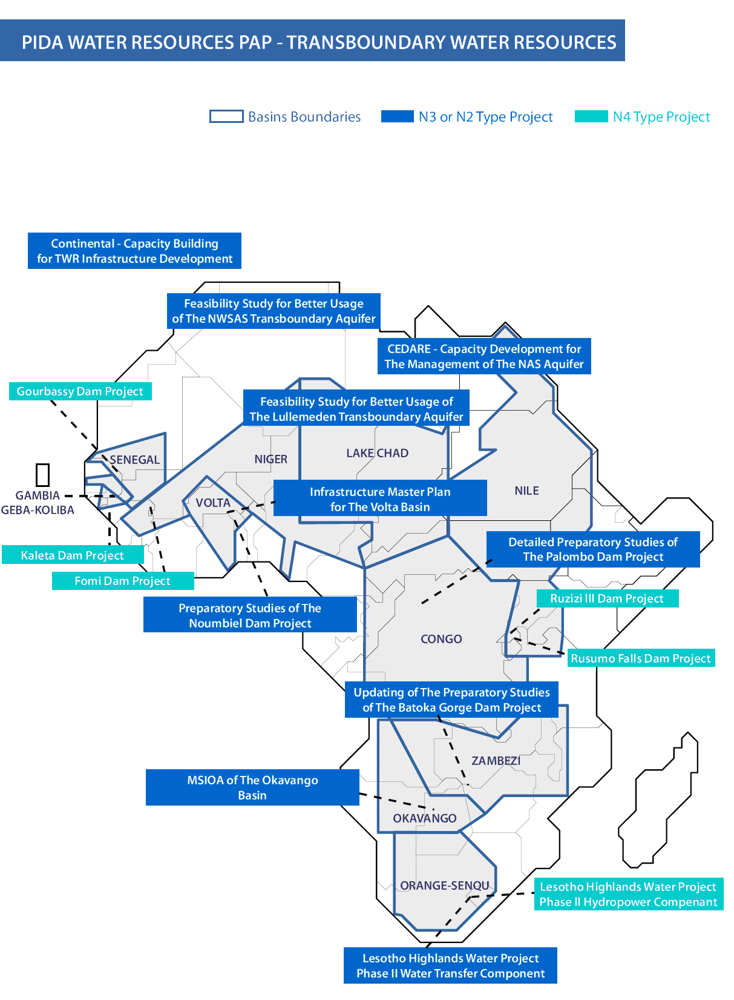 PIDA WATER RESOURCES PAP - TRANSBOUNDARY WATER RESOURCES
Basins Boundaries
N3 or N2 Type Project
N4 Type Project
Continental - Capacity Building
for TWR Infrastructure Development
Feasibility Study for Better Usage
of The NWSAS Transboundary Aquifer
CEDARE - Capacity Development for
The Management of The NAS Aquifer
Gourbassy Dam Project
Feasibility Study for Better Usage of
The Lullemeden Transboundary Aquifer
SENEGAL
NIGER
LAKE CHAD
GAMBIA
GEBA-KOLIBA
VOLTA
Infrastructure Master Plan
for The Volta Basin
NILE
Detailed Preparatory Studies of
The Palombo Dam Project
Kaleta Dam Project
Fomi Dam Project
Ruzizi III Dam Project
Preparatory Studies of The
Noumbiel Dam Project
CONGO
Rusumo Falls Dam Project
Updating of The Preparatory Studies
of The Batoka Gorge Dam Project
ZAMBEZI
MSIOA of The Okavango
Basin
OKAVANGO
ORANGE-SENQU
Lesotho Highlands Water Project
Phase II Hydropower Compenant
Lesotho Highlands Water Project
Phase II Water Transfer Component